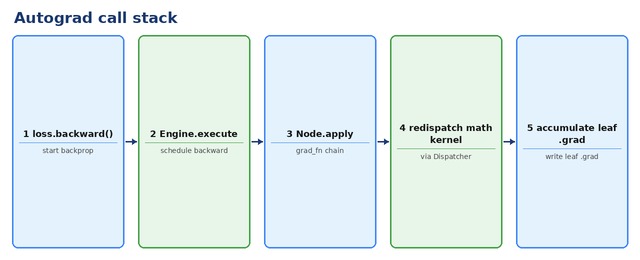 Autograd call stack
1 loss.backward()
start backprop
2 Engine.execute
schedule backward
3 Node.apply
grad_fn chain
4 redispatch math
kernel
via Dispatcher
5 accumulate leaf
.grad
write leaf .grad